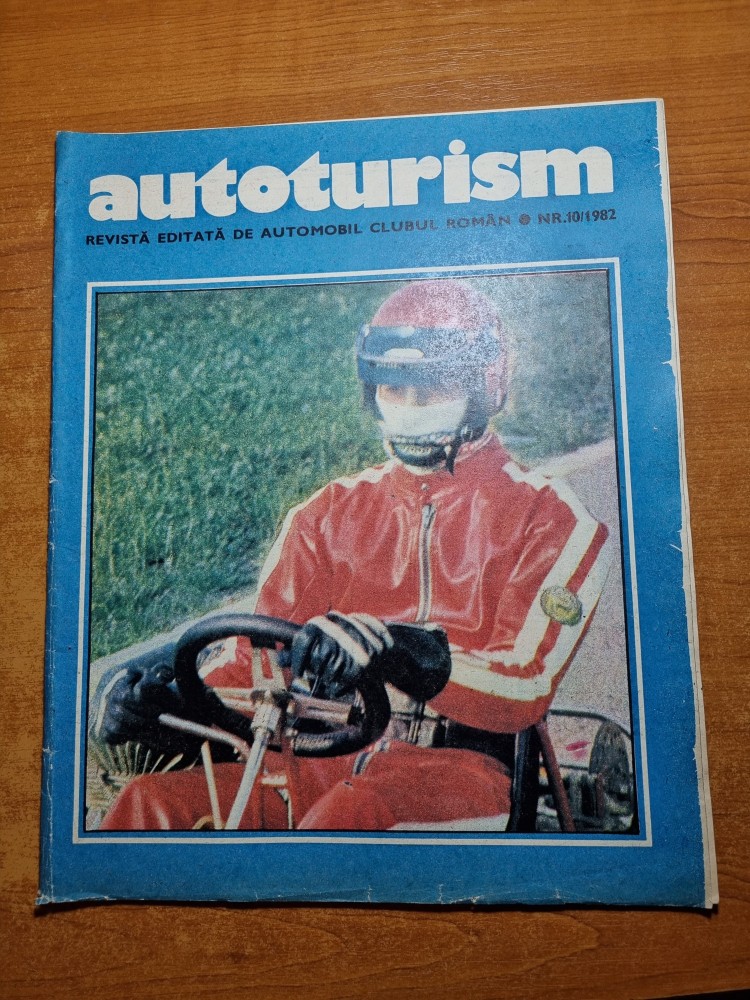 autoturism
REVISTĂ EDITATĂ DE AUTOMOBIL CLUBUL ROMÂN ● NR.10/1982